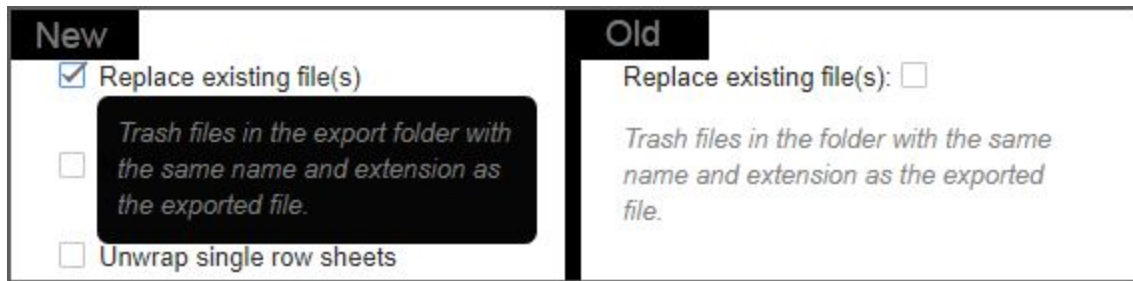 New
Replace existing file(s)
Trash files in the export folder with
the same name and extension as
the exported file.
Unwrap single row sheets
Old
Replace existing file(s):
Trash files in the folder with the same
name and extension as the exported
file.